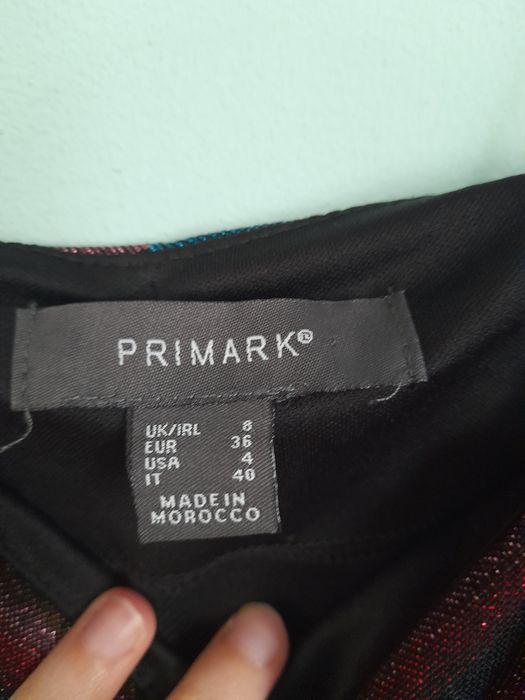 PRIMARK®
UK/IRL 8
EUR 36
USA 4
IT 40
MADE IN
MOROCCO